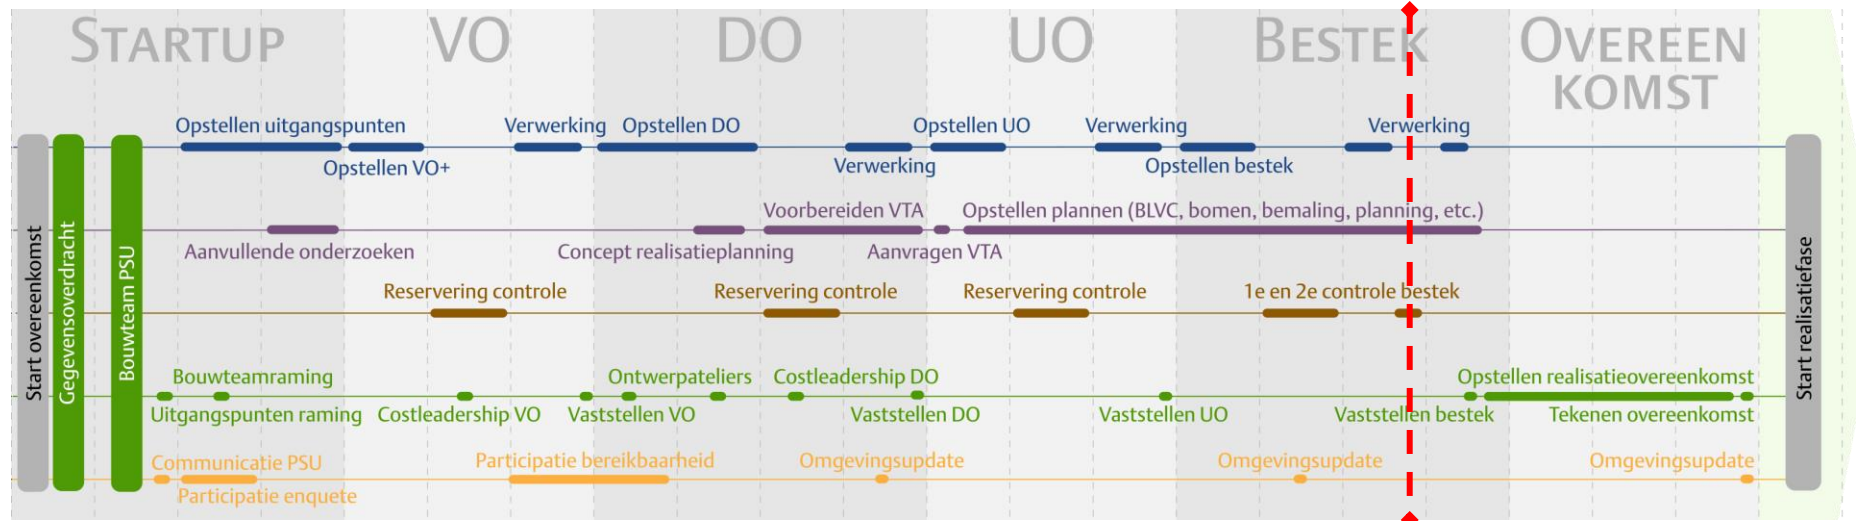 STARTUP
VO
DO
UO
BESTEK
OVEREEN
KOMST
Start overeenkomst
Gegevensoverdracht
Bouwteam PSU
Opstellen uitgangspunten
Verwerking
Opstellen DO
Opstellen UO
Verwerking
Verwerking
Opstellen VO+
Verwerking
Opstellen bestek
Voorbereiden VTA
Opstellen plannen (BLVC, bomen, bemaling, planning, etc.)
Aanvullende onderzoeken
Concept realisatieplanning
Aanvragen VTA
Reservering controle
Reservering controle
Reservering controle
1e en 2e controle bestek
Bouwteamraming
Ontwerpateliers
Costleadership DO
Opstellen realisatieovereenkomst
Uitgangspunten raming
Costleadership VO
Vaststellen VO
Vaststellen DO
Vaststellen UO
Vaststellen bestek
Tekenen overeenkomst
Communicatie PSU
Participatie bereikbaarheid
Omgevingsupdate
Omgevingsupdate
Omgevingsupdate
Participatie enquete
Start realisatiefase